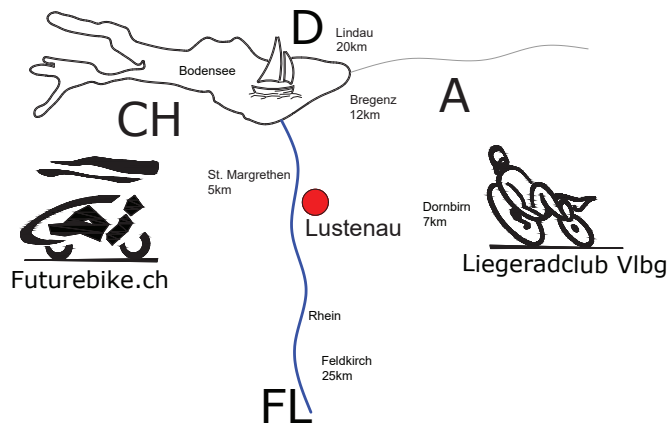 D
Lindau
20km
Bodensee
A
Bregenz
12km
CH
St. Margrethen
5km
Dornbirn
7km
Lustenau
Futurebike.ch
Liegeradclub Vlbg
Rhein
Feldkirch
25km
FL